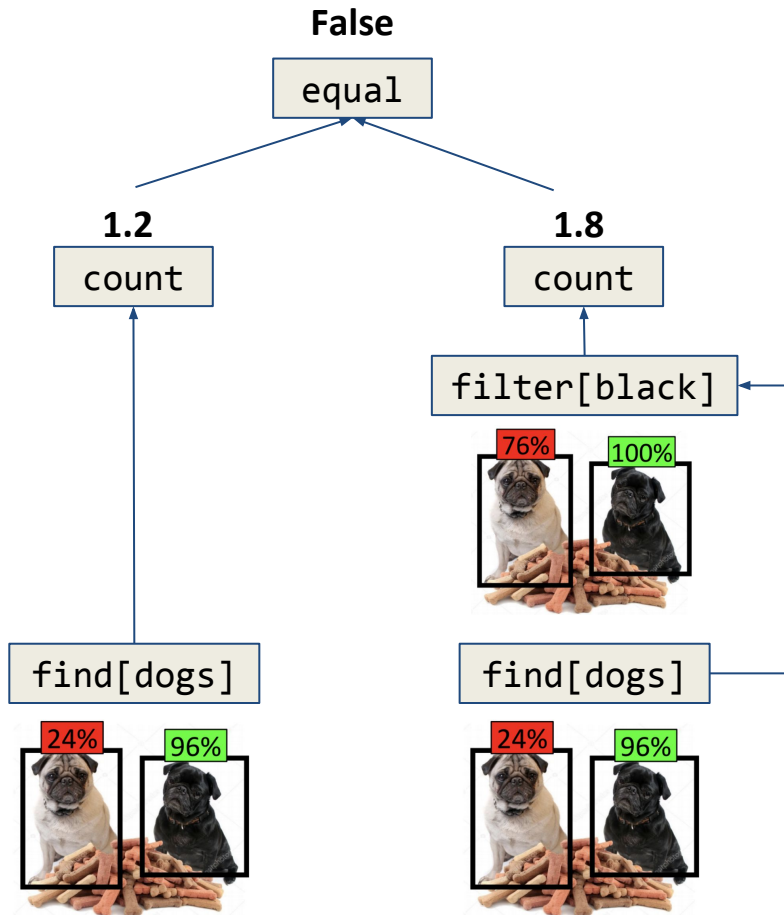 False
equal
1.2
1.8
count
count
filter[black]
76%
100%
find[dogs]
find[dogs]
24%
96%
24%
96%